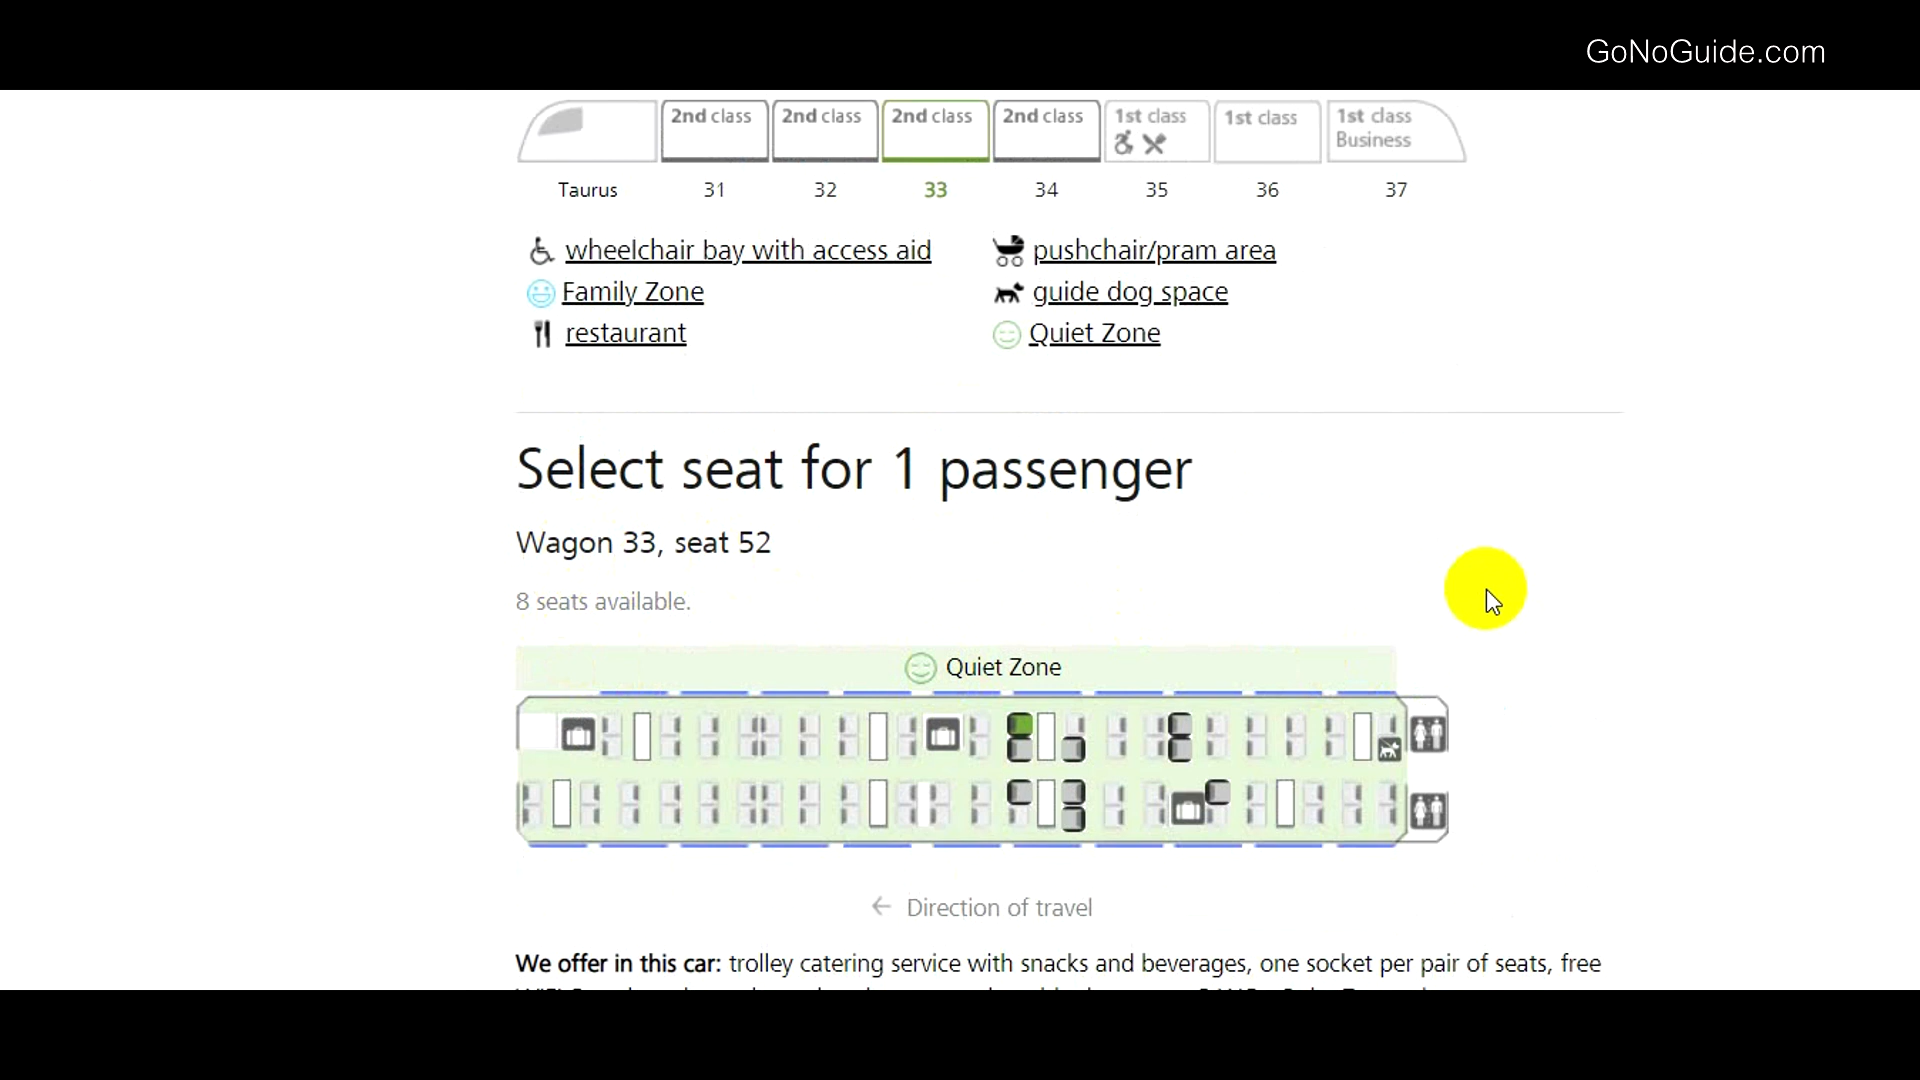 GoNoGuide.com
2nd class 2nd class 2nd class 2nd class 1st class 1st class 1st class
Business
Taurus 31 32 33 34 35 36 37
wheelchair bay with access aid pushchair/pram area
Family Zone guide dog space
restaurant Quiet Zone
Select seat for 1 passenger
Wagon 33, seat 52
8 seats available.
Quiet Zone
← Direction of travel
We offer in this car: trolley catering service with snacks and beverages, one socket per pair of seats, free